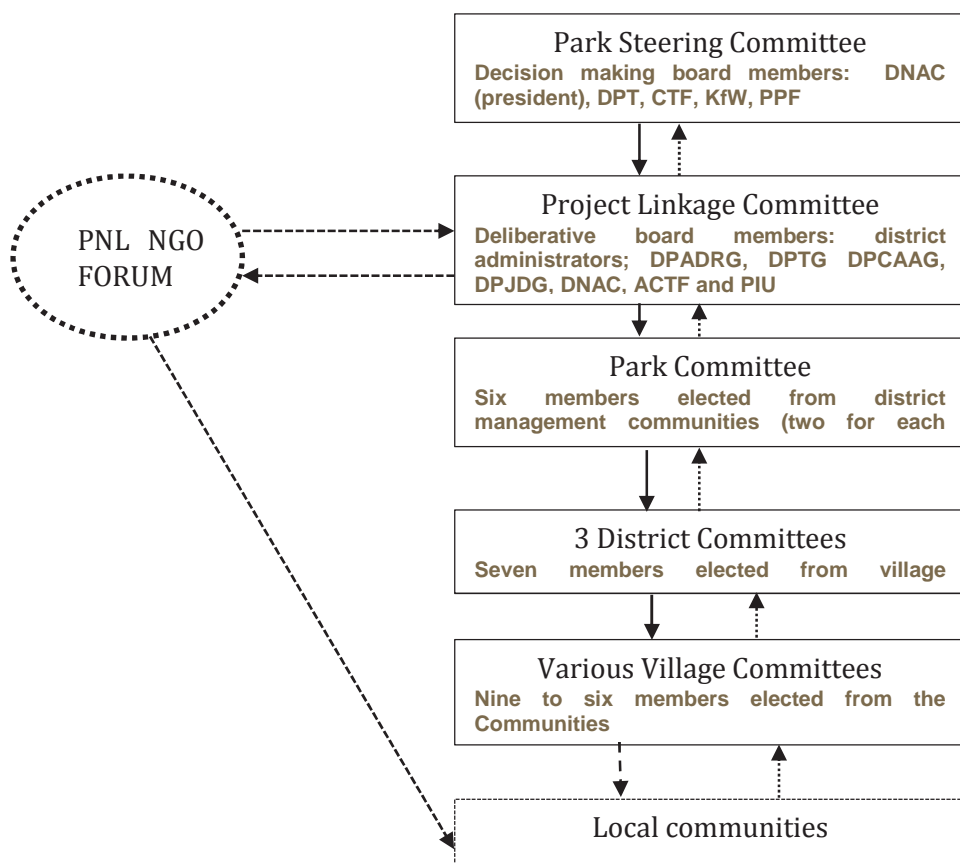 Park Steering Committee
Decision making board members: DNAC
(president), DPT, CTF, KfW, PPF
PNL NGO
FORUM
Project Linkage Committee
Deliberative board members: district
administrators; DPADRG, DPTG DPCAAG,
DPJDG, DNAC, ACTF and PIU
Park Committee
Six members elected from district
management communities (two for each
3 District Committees
Seven members elected from village
Various Village Committees
Nine to six members elected from the
Communities
Local communities